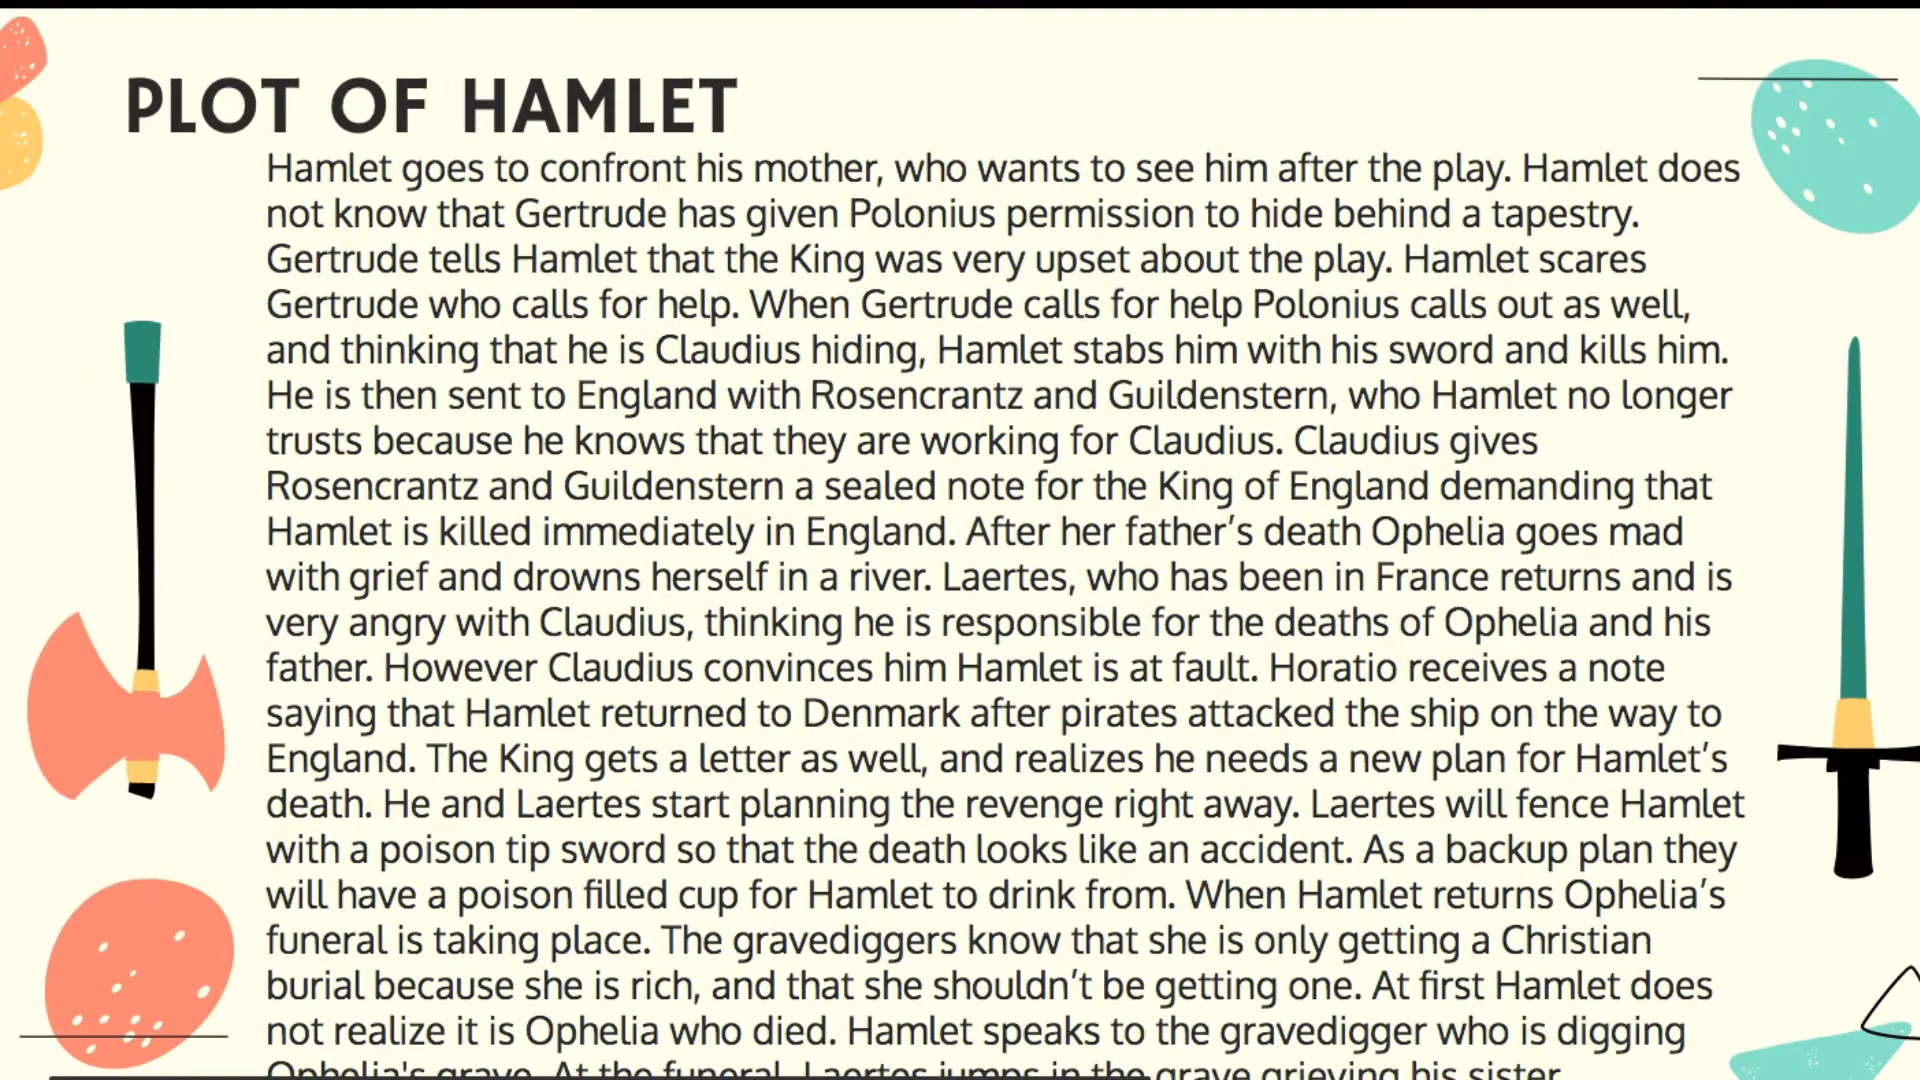 PLOT OF HAMLET
Hamlet goes to confront his mother, who wants to see him after the play. Hamlet does
not know that Gertrude has given Polonius permission to hide behind a tapestry.
Gertrude tells Hamlet that the King was very upset about the play. Hamlet scares
Gertrude who calls for help. When Gertrude calls for help Polonius calls out as well,
and thinking that he is Claudius hiding, Hamlet stabs him with his sword and kills him.
He is then sent to England with Rosencrantz and Guildenstern, who Hamlet no longer
trusts because he knows that they are working for Claudius. Claudius gives
Rosencrantz and Guildenstern a sealed note for the King of England demanding that
Hamlet is killed immediately in England. After her father’s death Ophelia goes mad
with grief and drowns herself in a river. Laertes, who has been in France returns and is
very angry with Claudius, thinking he is responsible for the deaths of Ophelia and his
father. However Claudius convinces him Hamlet is at fault. Horatio receives a note
saying that Hamlet returned to Denmark after pirates attacked the ship on the way to
England. The King gets a letter as well, and realizes he needs a new plan for Hamlet’s
death. He and Laertes start planning the revenge right away. Laertes will fence Hamlet
with a poison tip sword so that the death looks like an accident. As a backup plan they
will have a poison filled cup for Hamlet to drink from. When Hamlet returns Ophelia’s
funeral is taking place. The gravediggers know that she is only getting a Christian
burial because she is rich, and that she shouldn’t be getting one. At first Hamlet does
not realize it is Ophelia who died. Hamlet speaks to the gravedigger who is digging
Ophelia's grave. At the funeral, Laertes jumps in the grave grieving his sister.